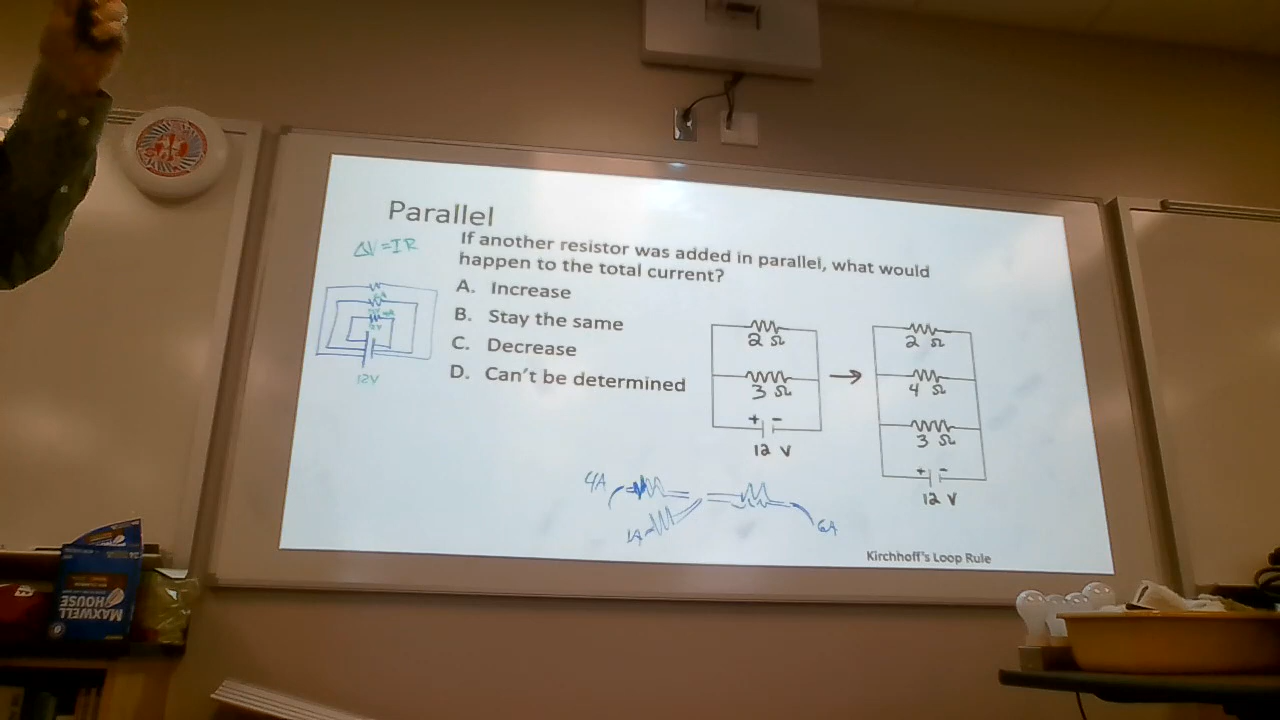 Parallel
ΔV=IR
If another resistor was added in parallel, what would
happen to the total current?
A. Increase
B. Stay the same
C. Decrease
D. Can't be determined
12V
2 Ω
3 Ω
+ -
12 V
2 Ω
4 Ω
3 Ω
+ -
12 V
4A
1A
6A
Kirchhoff's Loop Rule
MAXWELL
HOUSE